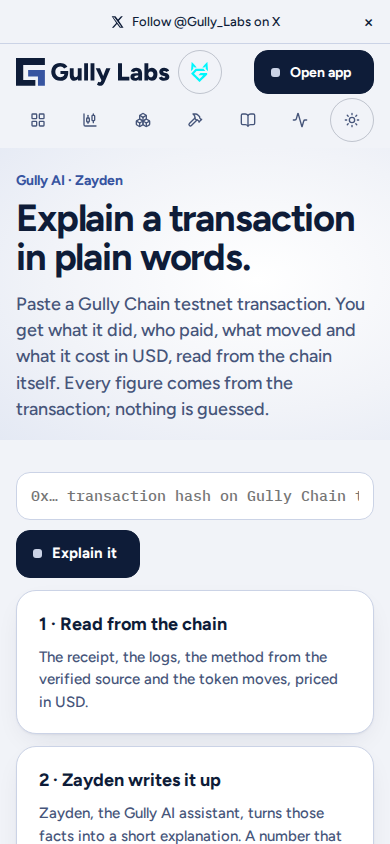 Follow @Gully_Labs on X
×
Gully Labs
Open app
Gully AI · Zayden
Explain a transaction
in plain words.
Paste a Gully Chain testnet transaction. You
get what it did, who paid, what moved and
what it cost in USD, read from the chain
itself. Every figure comes from the
transaction; nothing is guessed.
0x… transaction hash on Gully Chain
Explain it
1 · Read from the chain
The receipt, the logs, the method from the
verified source and the token moves, priced
in USD.
2 · Zayden writes it up
Zayden, the Gully AI assistant, turns those
facts into a short explanation. A number that